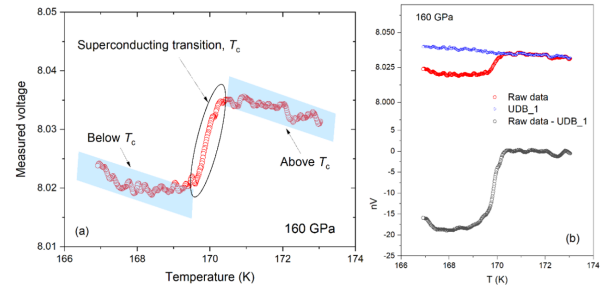 8.05
8.04
8.03
8.02
8.01
Measured voltage
Superconducting transition, Tc
Below Tc
Above Tc
(a)
160 GPa
166
168
170
172
174
Temperature (K)
160 GPa
8.050
8.025
8.000
Raw data
UDB_1
Raw data - UDB_1
nV
0
-5
-10
-15
-20
-25
(b)
166
168
170
172
174
T (K)